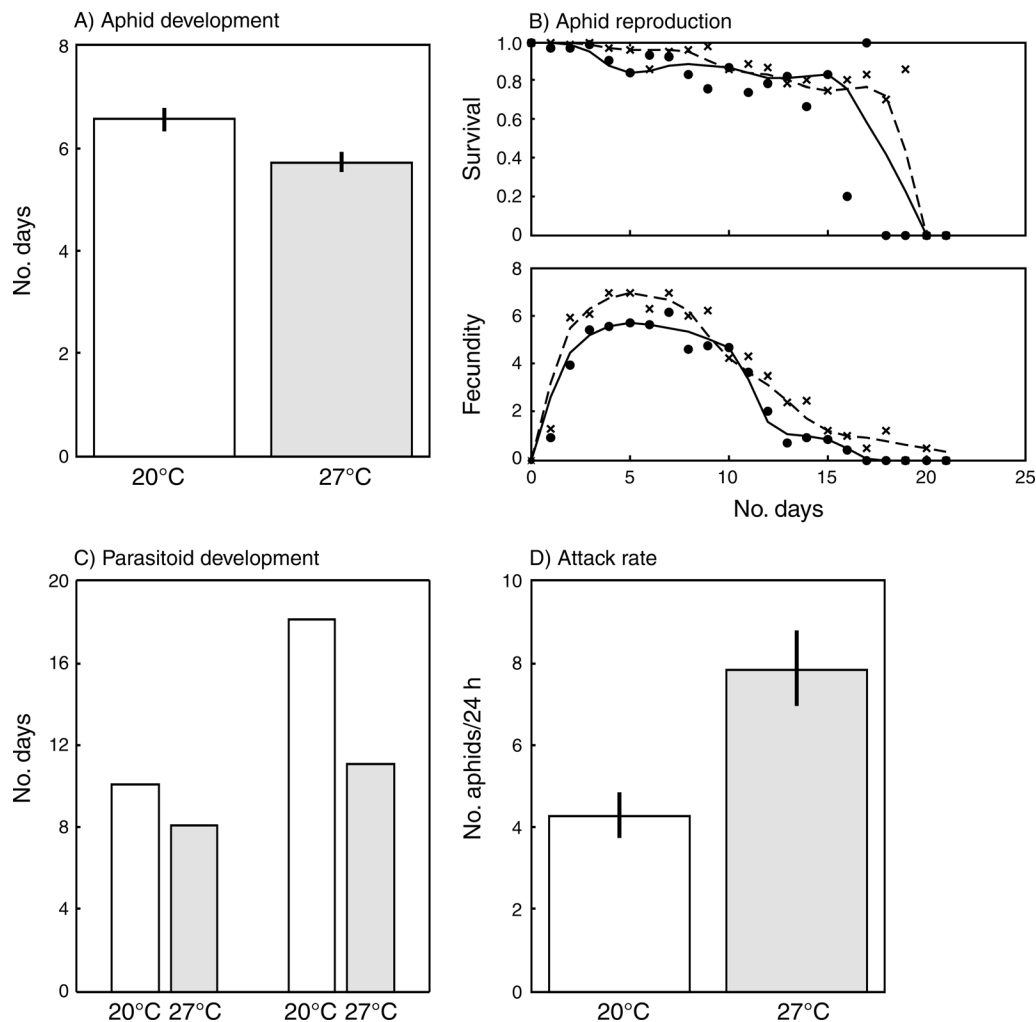 A) Aphid development
8
6
4
2
0
No. days
20°C 27°C
B) Aphid reproduction
1.0
0.8
0.6
0.4
0.2
0
Survival
8
6
4
2
0
Fecundity
0 5 10 15 20 25
No. days
C) Parasitoid development
20
16
12
8
4
0
No. days
20°C 27°C 20°C 27°C
D) Attack rate
10
8
6
4
2
0
No. aphids/24 h
20°C 27°C